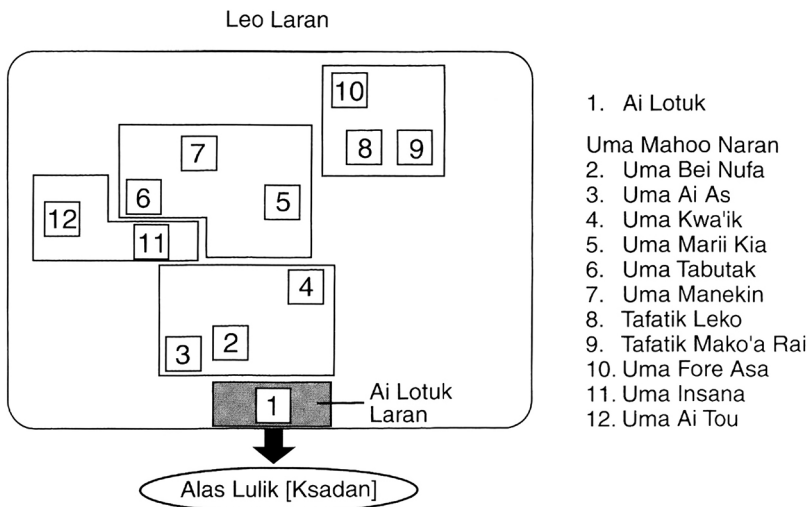 Leo Laran
10
7
8
9
6
5
12
11
4
2
3
1
Ai Lotuk
Laran
Alas Lulik [Ksadan]
1. Ai Lotuk
Uma Mahoo Naran
2. Uma Bei Nufa
3. Uma Ai As
4. Uma Kwa'ik
5. Uma Marii Kia
6. Uma Tabutak
7. Uma Manekin
8. Tafatik Leko
9. Tafatik Mako'a Rai
10. Uma Fore Asa
11. Uma Insana
12. Uma Ai Tou